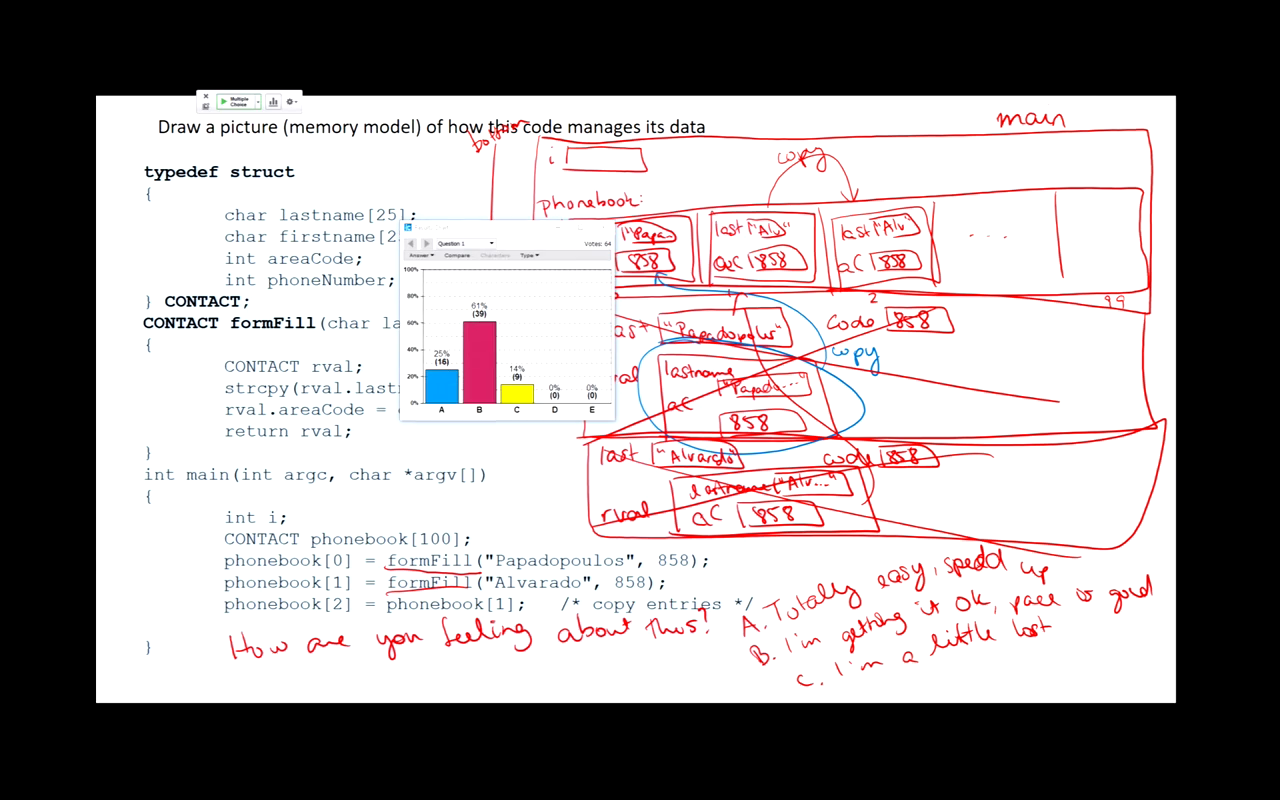 Multiple
Choice
Draw a picture (memory model) of how this code manages its data
main
bottom
i
copy
typedef struct
{
char lastname[25];
char firstname[2
int areaCode;
int phoneNumber;
} CONTACT;
CONTACT formFill(char la
{
CONTACT rval;
strcpy(rval.last
rval.areaCode =
return rval;
}
int main(int argc, char *argv[])
{
int i;
CONTACT phonebook[100];
phonebook[0] = formFill("Papadopoulos", 858);
phonebook[1] = formFill("Alvarado", 858);
phonebook[2] = phonebook[1]; /* copy entries */
}
Question 1
Votes: 64
Answer Compare Characters Type
100%
80%
60%
40%
20%
0%
25%
(16)
61%
(39)
14%
(9)
0%
(0)
0%
(0)
A B C D E
phonebook:
"Papa
858
last "Alv"
aC 858
last "Alv"
aC 858
....
2
99
ast "Papadopolus" code 858
copy
val
lastname "Papado...."
aC 858
last "Alvarado" code 858
rval
lastname "Alv..."
aC 858
How are you feeling about this?
A. Totally easy, speed up
B. I'm getting it OK, pace is good
C. I'm a little lost